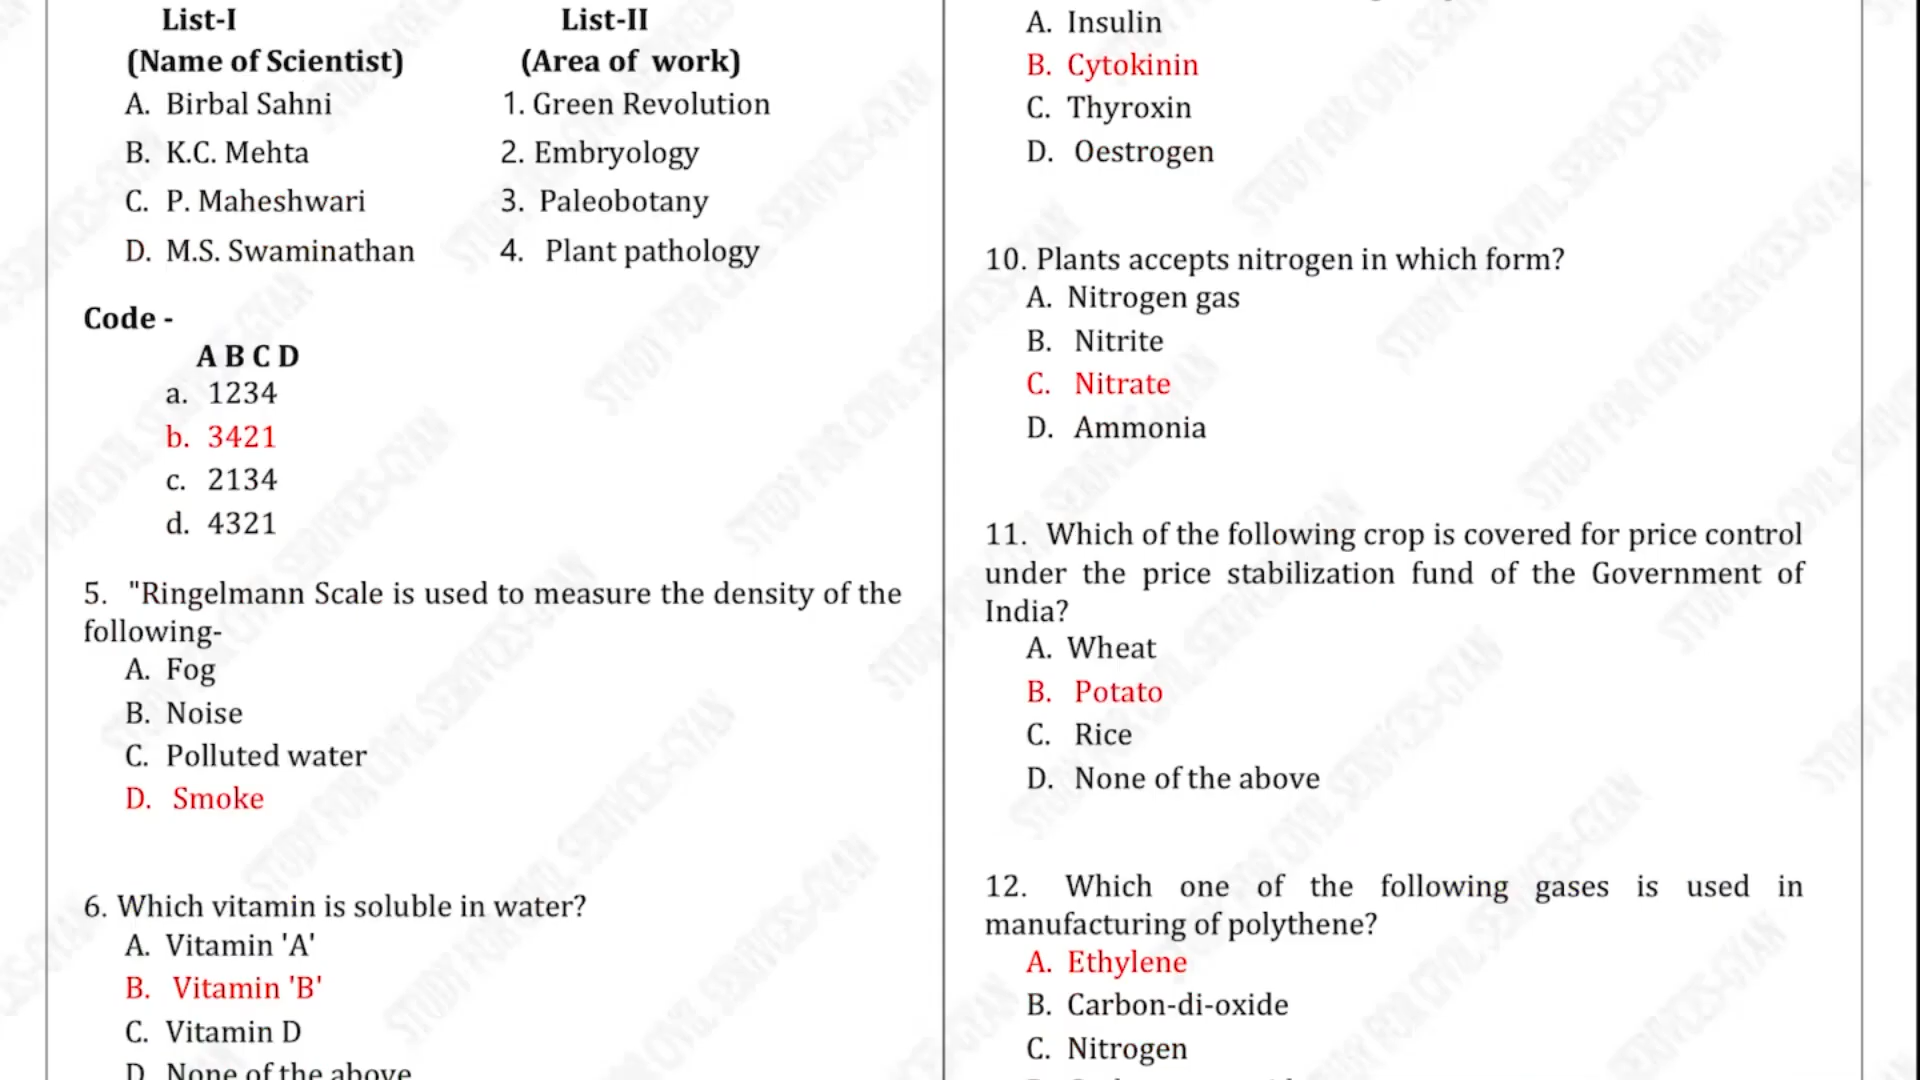 List-I List-II
(Name of Scientist) (Area of work)
A. Birbal Sahni 1. Green Revolution
B. K.C. Mehta 2. Embryology
C. P. Maheshwari 3. Paleobotany
D. M.S. Swaminathan 4. Plant pathology
Code -
A B C D
a. 1234
b. 3421
c. 2134
d. 4321
5. "Ringelmann Scale is used to measure the density of the
following-
A. Fog
B. Noise
C. Polluted water
D. Smoke
6. Which vitamin is soluble in water?
A. Vitamin 'A'
B. Vitamin 'B'
C. Vitamin D
D. None of the above
A. Insulin
B. Cytokinin
C. Thyroxin
D. Oestrogen
10. Plants accepts nitrogen in which form?
A. Nitrogen gas
B. Nitrite
C. Nitrate
D. Ammonia
11. Which of the following crop is covered for price control
under the price stabilization fund of the Government of
India?
A. Wheat
B. Potato
C. Rice
D. None of the above
12. Which one of the following gases is used in
manufacturing of polythene?
A. Ethylene
B. Carbon-di-oxide
C. Nitrogen
STUDY FOR CIVIL SERVICES-GYAN